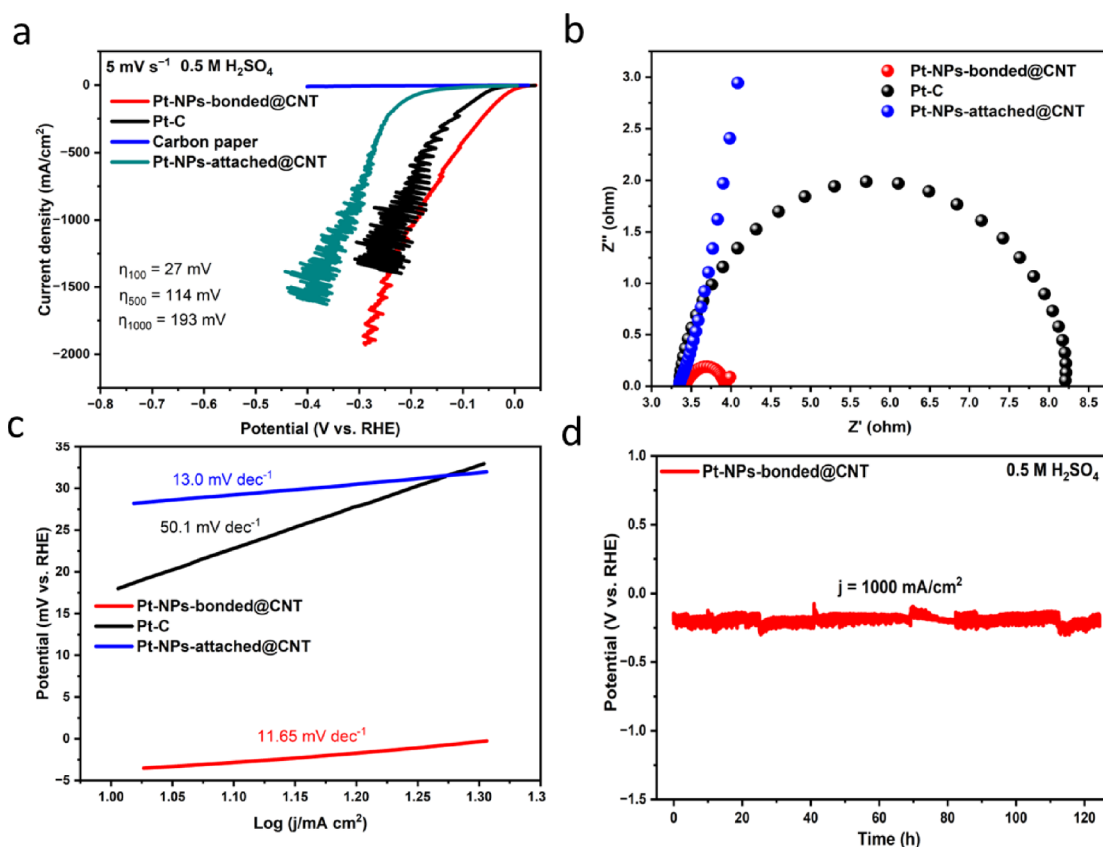 a
5 mV s⁻¹ 0.5 M H₂SO₄
Pt-NPs-bonded@CNT
Pt-C
Carbon paper
Pt-NPs-attached@CNT
η₁₀₀ = 27 mV
η₅₀₀ = 114 mV
η₁₀₀₀ = 193 mV
Current density (mA/cm²)
0
−500
−1000
−1500
−2000
−0.8 −0.7 −0.6 −0.5 −0.4 −0.3 −0.2 −0.1 0.0
Potential (V vs. RHE)
b
Pt-NPs-bonded@CNT
Pt-C
Pt-NPs-attached@CNT
Z'' (ohm)
3.0
2.5
2.0
1.5
1.0
0.5
0.0
3.0 3.5 4.0 4.5 5.0 5.5 6.0 6.5 7.0 7.5 8.0 8.5
Z' (ohm)
c
13.0 mV dec⁻¹
50.1 mV dec⁻¹
Pt-NPs-bonded@CNT
Pt-C
Pt-NPs-attached@CNT
11.65 mV dec⁻¹
Potential (mV vs. RHE)
35
30
25
20
15
10
5
0
−5
1.00 1.05 1.10 1.15 1.20 1.25 1.30 1.3
Log (j/mA cm²)
d
Pt-NPs-bonded@CNT
0.5 M H₂SO₄
j = 1000 mA/cm²
Potential (V vs. RHE)
1.0
0.5
0.0
−0.5
−1.0
−1.5
0 20 40 60 80 100 120
Time (h)